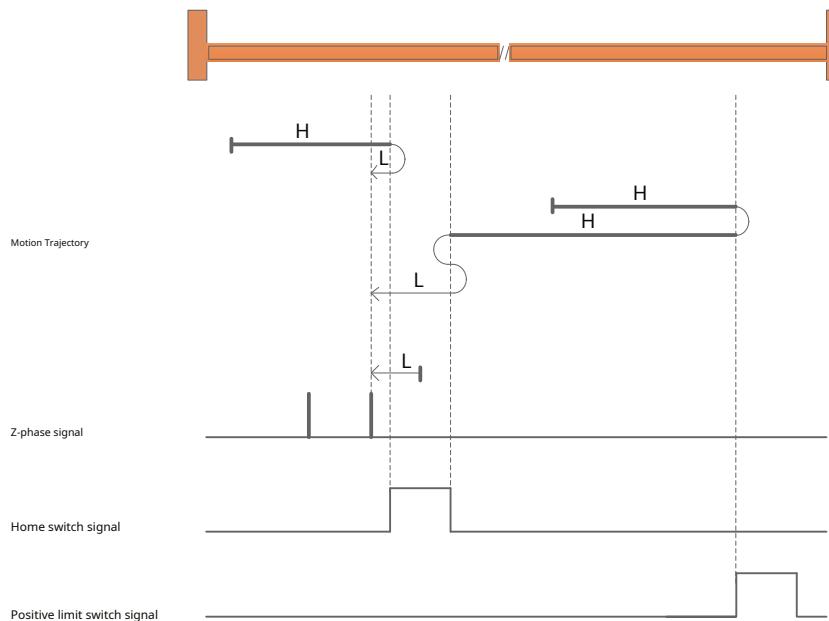 H
L
H
H
Motion Trajectory
L
L
Z-phase signal
Home switch signal
Positive limit switch signal